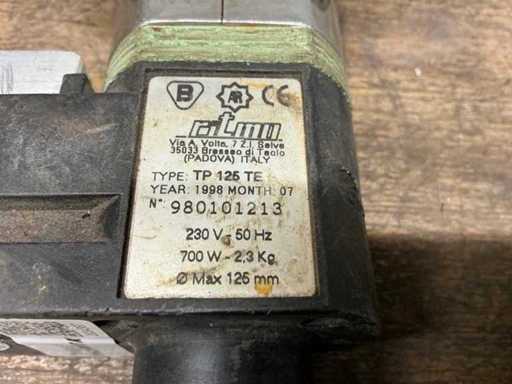 B AR CE
ritmo
Via A. Volta, 7 Z.I. Selve
35033 Bresseo di Teolo
(PADOVA) ITALY
TYPE: TP 125 TE
YEAR: 1998 MONTH: 07
N°: 980101213
230 V - 50 Hz
700 W - 2,3 Kg
Ø Max 125 mm